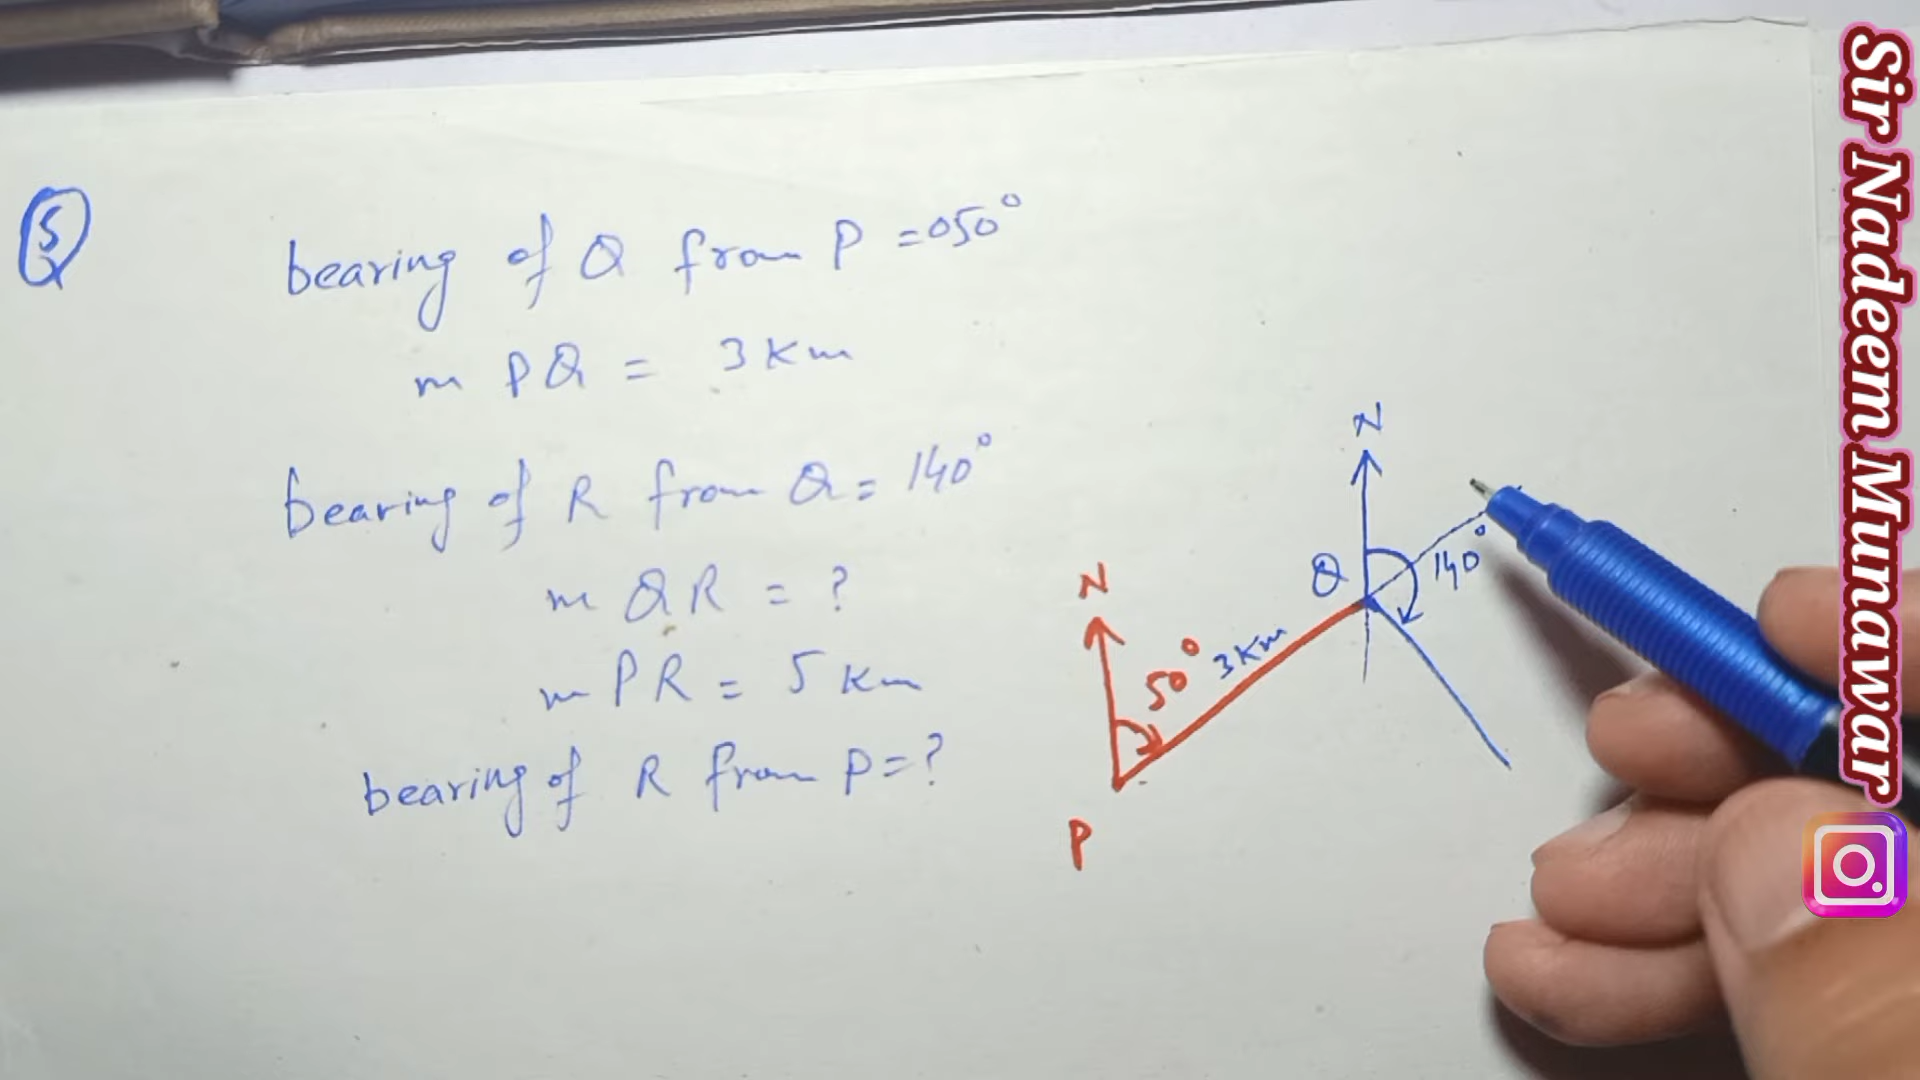 Q5
bearing of Q from P = 050°
m PQ = 3 Km
bearing of R from Q = 140°
m QR = ?
m PR = 5 Km
bearing of R from P = ?
N
Q
140°
N
50°
3 Km
P
Sir Nadeem Munawar